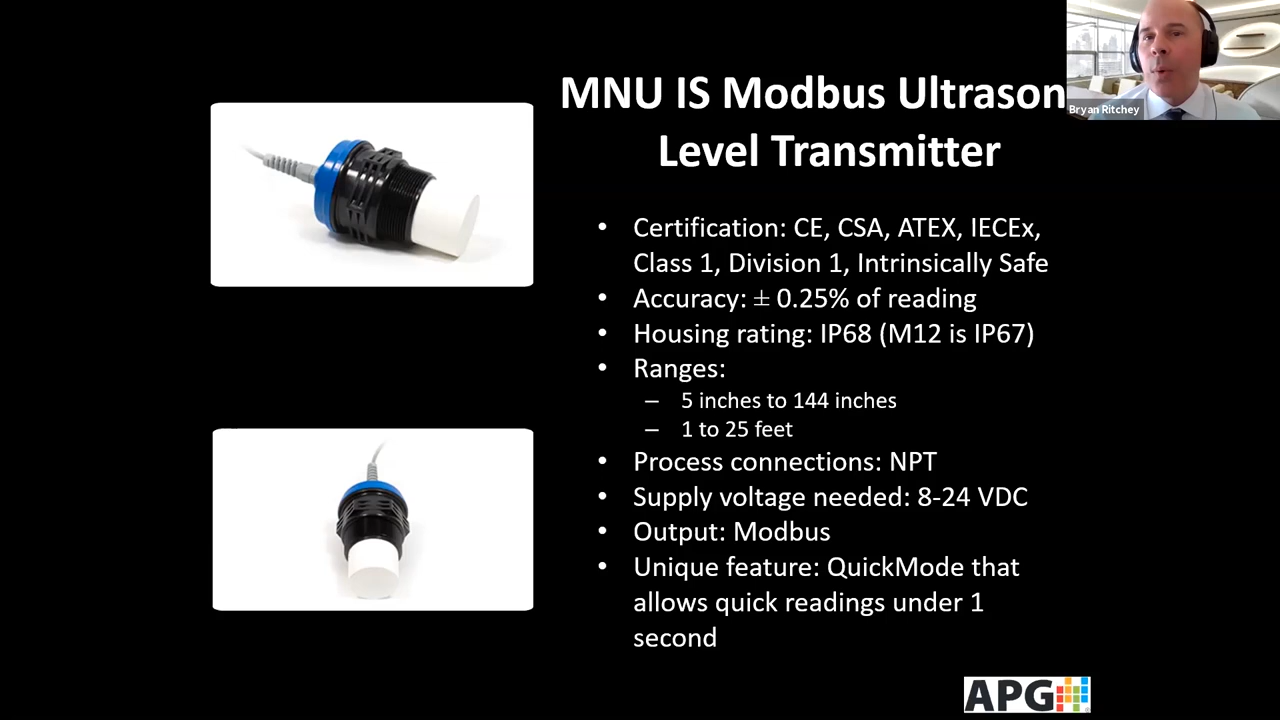 MNU IS Modbus Ultrason
Level Transmitter
Bryan Ritchey
• Certification: CE, CSA, ATEX, IECEx,
Class 1, Division 1, Intrinsically Safe
• Accuracy: ± 0.25% of reading
• Housing rating: IP68 (M12 is IP67)
• Ranges:
– 5 inches to 144 inches
– 1 to 25 feet
• Process connections: NPT
• Supply voltage needed: 8-24 VDC
• Output: Modbus
• Unique feature: QuickMode that
allows quick readings under 1
second
APG